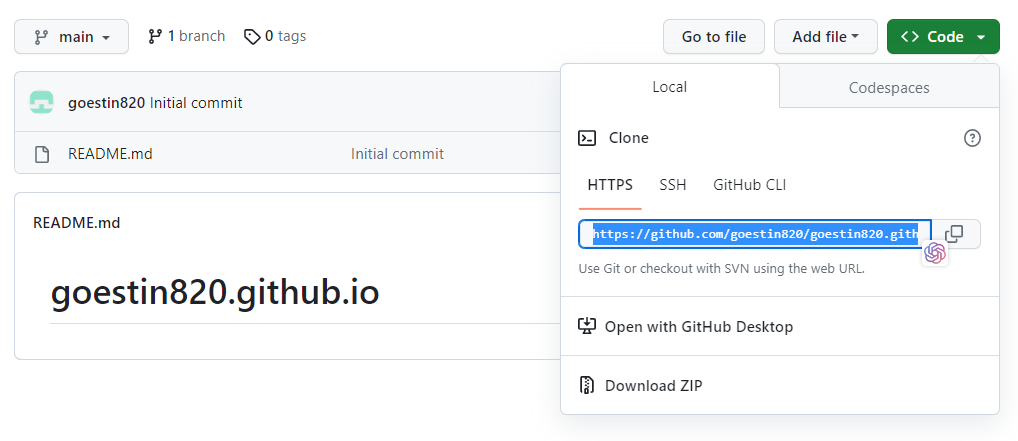 main
1 branch
0 tags
Go to file
Add file
Code
goestin820 Initial commit
README.md
Initial commit
README.md
goestin820.github.io
Local
Codespaces
Clone
HTTPS
SSH
GitHub CLI
https://github.com/goestin820/goestin820.gith
Use Git or checkout with SVN using the web URL.
Open with GitHub Desktop
Download ZIP